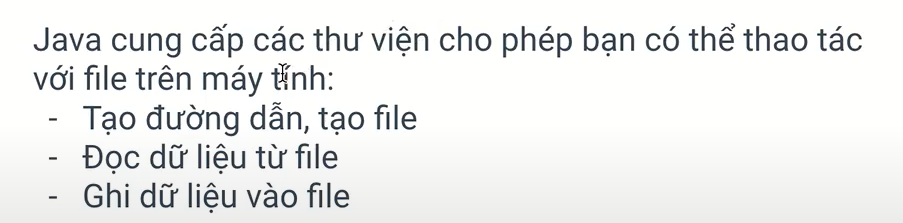 Java cung cấp các thư viện cho phép bạn có thể thao tác
với file trên máy tính:
- Tạo đường dẫn, tạo file
- Đọc dữ liệu từ file
- Ghi dữ liệu vào file